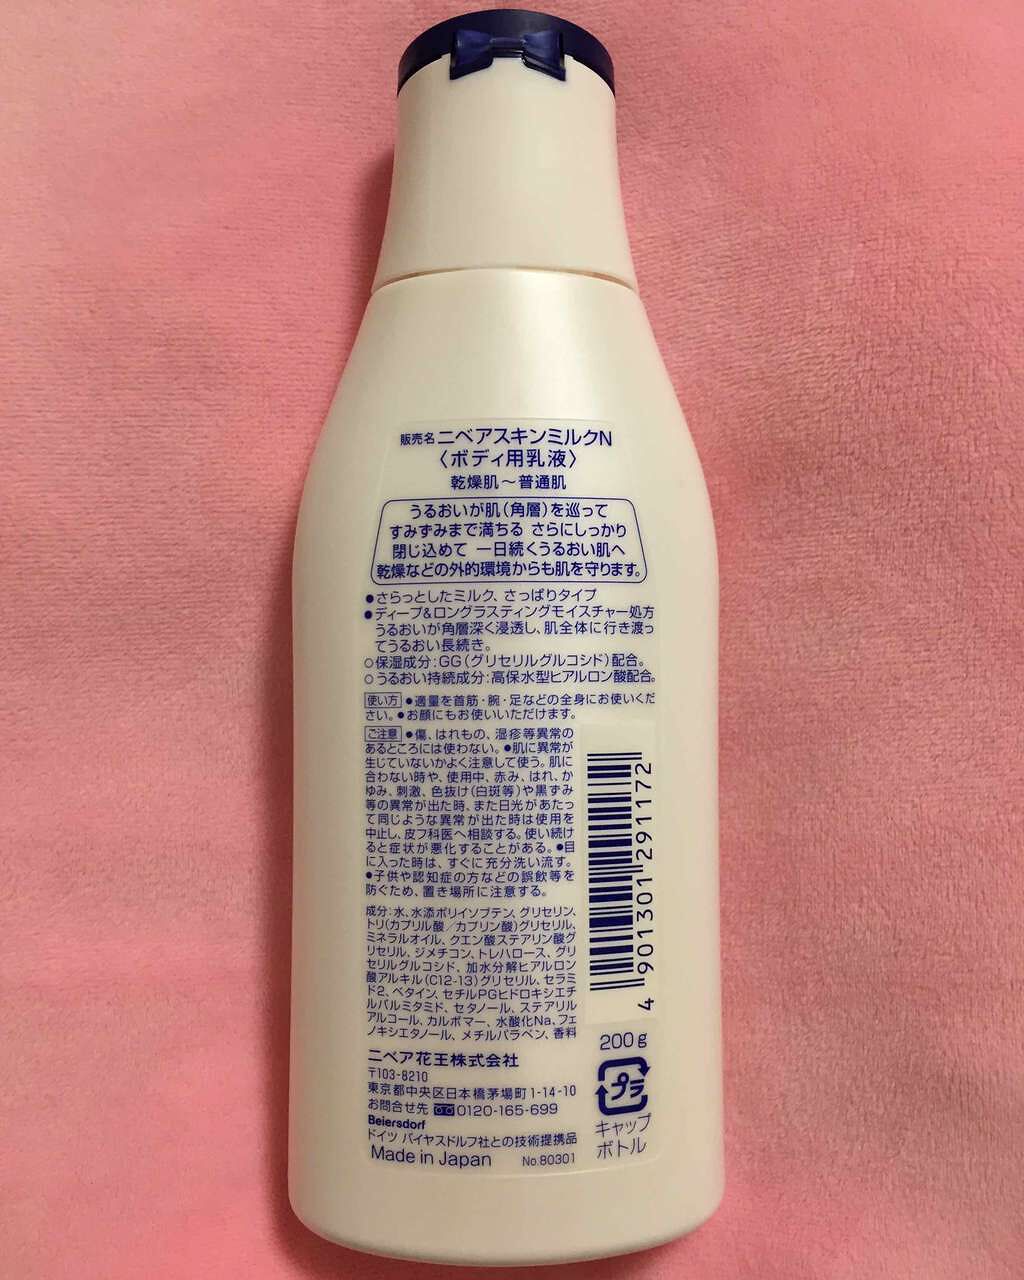 販売名 ニベアスキンミルクN
〈ボディ用乳液〉
乾燥肌～普通肌
うるおいが肌（角層）を巡って
すみずみまで満ちる さらにしっかり
閉じ込めて 一日続くうるおい肌へ
乾燥などの外的環境からも肌を守ります。
●さらっとしたミルク、さっぱりタイプ
●ディープ&ロングラスティングモイスチャー処方
うるおいが角層深く浸透し、肌全体に行き渡っ
てうるおい長続き。
○保湿成分:GG（グリセリルグルコシド）配合。
○うるおい持続成分:高保水型ヒアルロン酸配合。
使い方 ●適量を首筋・腕・足などの全身にお使いくだ
さい。●お顔にもお使いいただけます。
ご注意 ●傷、はれもの、湿疹等異常の
あるところには使わない。●肌に異常が
生じていないかよく注意して使う。肌に
合わない時や、使用中、赤み、はれ、か
ゆみ、刺激、色抜け（白斑等）や黒ずみ
等の異常が出た時、また日光があたっ
て同じような異常が出た時は使用を
中止し、皮フ科医へ相談する。使い続け
ると症状が悪化することがある。●目
に入った時は、すぐに充分洗い流す。
●子供や認知症の方などの誤飲等を
防ぐため、置き場所に注意する。
成分:水、水添ポリイソブテン、グリセリン、
トリ（カプリル酸／カプリン酸）グリセリル、
ミネラルオイル、クエン酸ステアリン酸グ
リセリル、ジメチコン、トレハロース、グリ
セリルグルコシド、加水分解ヒアルロン
酸アルキル（C12-13）グリセリル、セラミ
ド2、ベタイン、セチルPGヒドロキシエチ
ルパルミタミド、セタノール、ステアリル
アルコール、カルボマー、水酸化Na、フェ
ノキシエタノール、メチルパラベン、香料
4 901301 291172
200g
プラ
キャップ
ボトル
ニベア花王株式会社
〒103-8210
東京都中央区日本橋茅場町1-14-10
お問合せ先 0120-165-699
Beiersdorf
ドイツ バイヤスドルフ社との技術提携品
Made in Japan No.80301